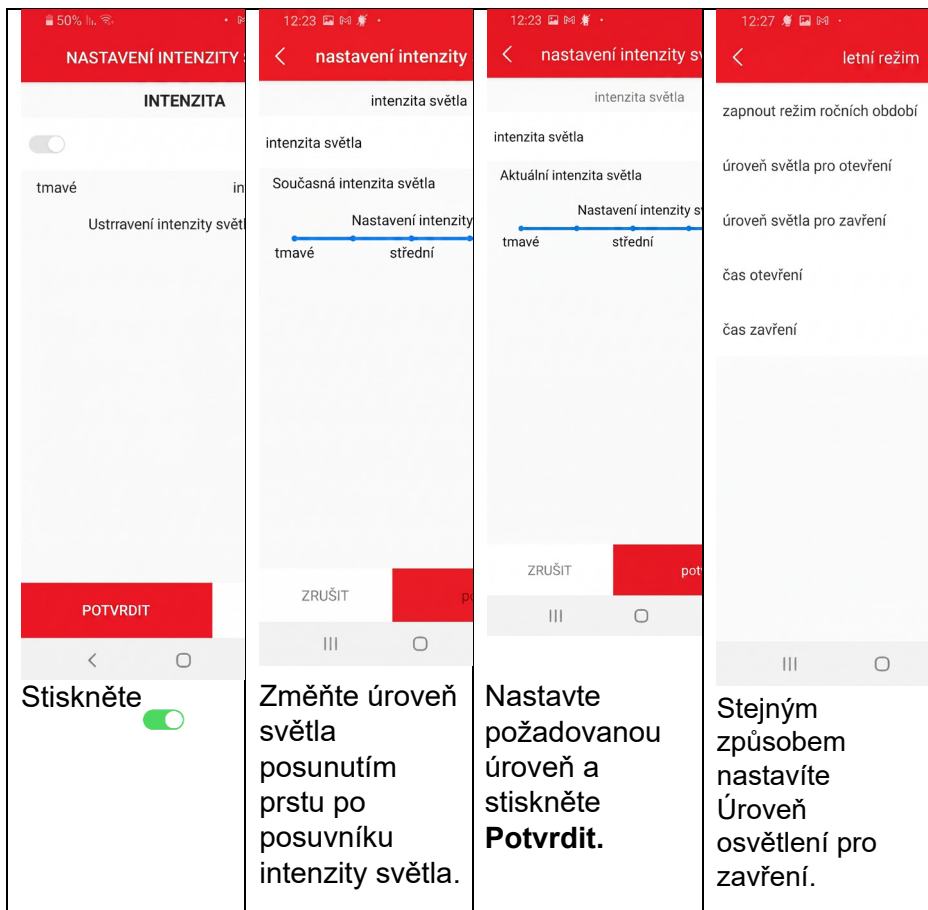 50%
NASTAVENÍ INTENZITY
INTENZITA
tmavé in
Ustrravení intenzity světl
POTVRDIT
Stiskněte
12:23
nastavení intenzity
intenzita světla
intenzita světla
Současná intenzita světla
Nastavení intenzity
tmavé střední
ZRUŠIT p
Změňte úroveň
světla
posunutím
prstu po
posuvníku
intenzity světla.
12:23
nastavení intenzity sv
intenzita světla
intenzita světla
Aktuální intenzita světla
Nastavení intenzity s
tmavé střední
ZRUŠIT pot
Nastavte
požadovanou
úroveň a
stiskněte
Potvrdit.
12:27
letní režim
zapnout režim ročních období
úroveň světla pro otevření
úroveň světla pro zavření
čas otevření
čas zavření
Stejným
způsobem
nastavíte
Úroveň
osvětlení pro
zavření.